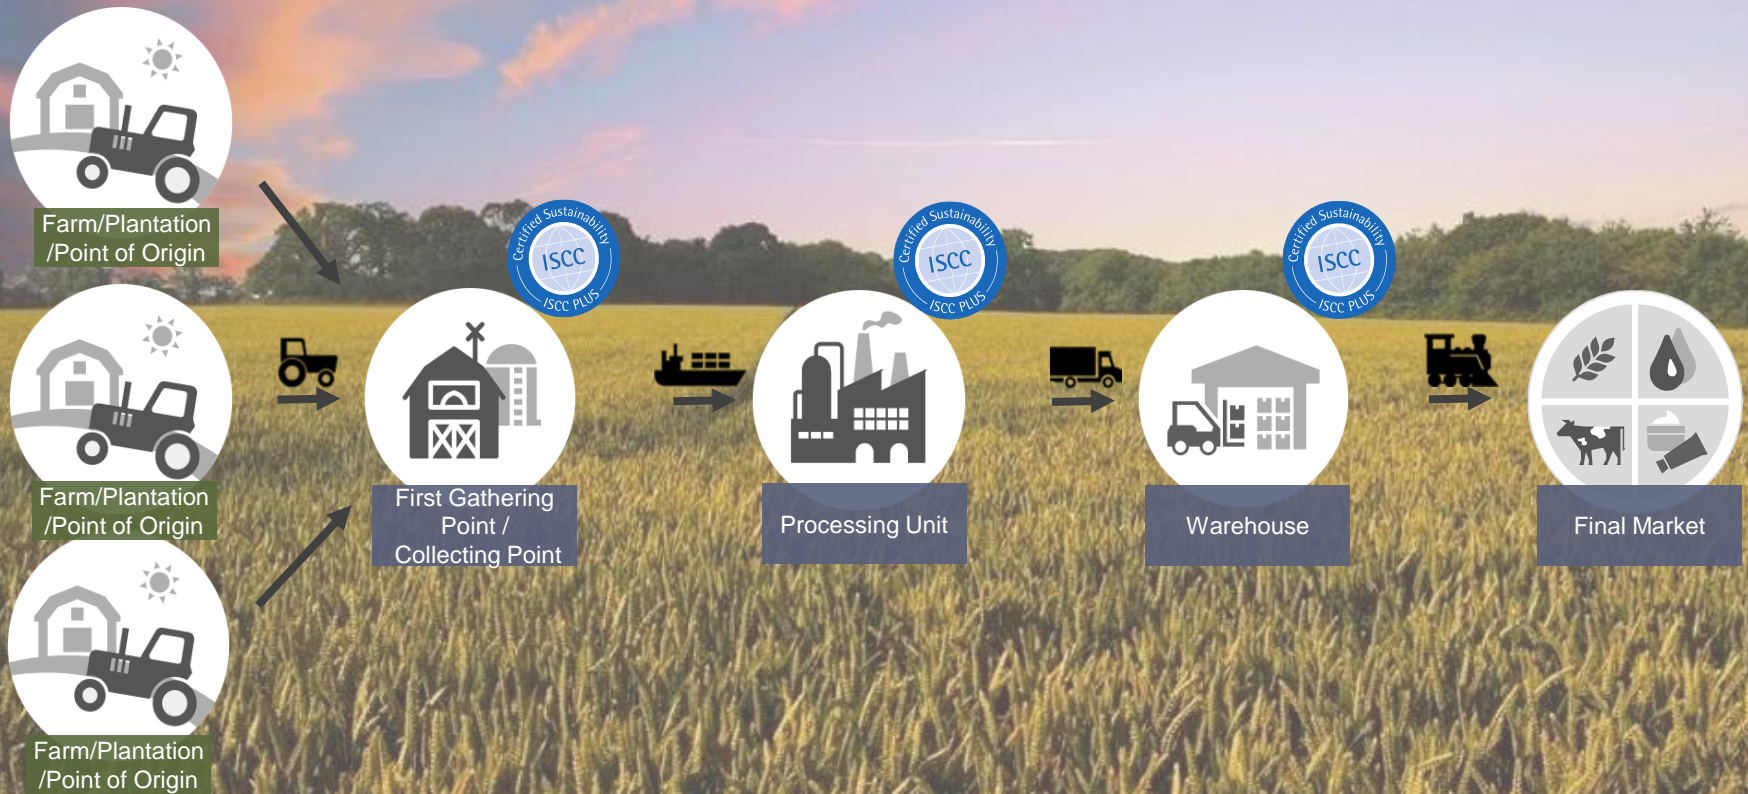 Farm/Plantation
/Point of Origin
Farm/Plantation
/Point of Origin
Farm/Plantation
/Point of Origin
First Gathering
Point /
Collecting Point
Certified Sustainability
ISCC
ISCC PLUS
Processing Unit
Certified Sustainability
ISCC
ISCC PLUS
Warehouse
Certified Sustainability
ISCC
ISCC PLUS
Final Market